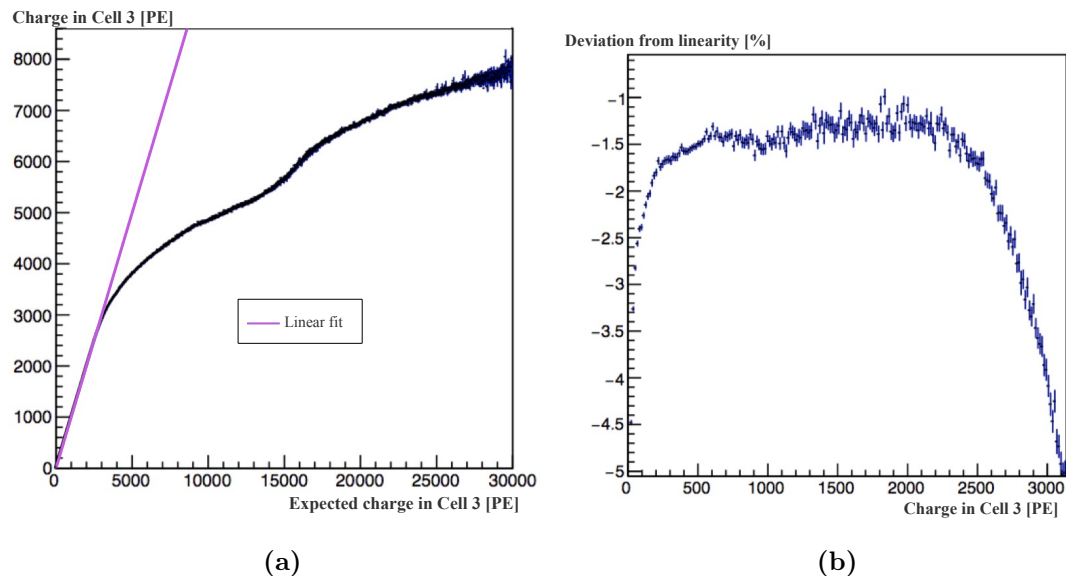 Charge in Cell 3 [PE]
8000
7000
6000
5000
4000
3000
2000
1000
0
0 5000 10000 15000 20000 25000 30000
Linear fit
Expected charge in Cell 3 [PE]
(a)
Deviation from linearity [%]
−1
−1.5
−2
−2.5
−3
−3.5
−4
−4.5
−5
0 500 1000 1500 2000 2500 3000
Charge in Cell 3 [PE]
(b)